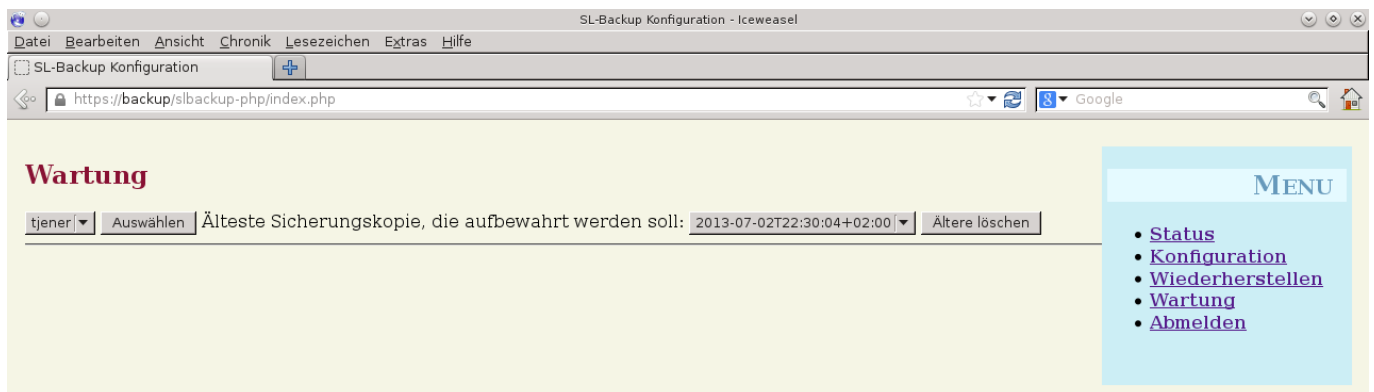 SL-Backup Konfiguration - Iceweasel
Datei Bearbeiten Ansicht Chronik Lesezeichen Extras Hilfe
SL-Backup Konfiguration
https://backup/slbackup-php/index.php
8 Google
Wartung
tjener Auswählen Älteste Sicherungskopie, die aufbewahrt werden soll: 2013-07-02T22:30:04+02:00 Ältere löschen
MENU
Status
Konfiguration
Wiederherstellen
Wartung
Abmelden